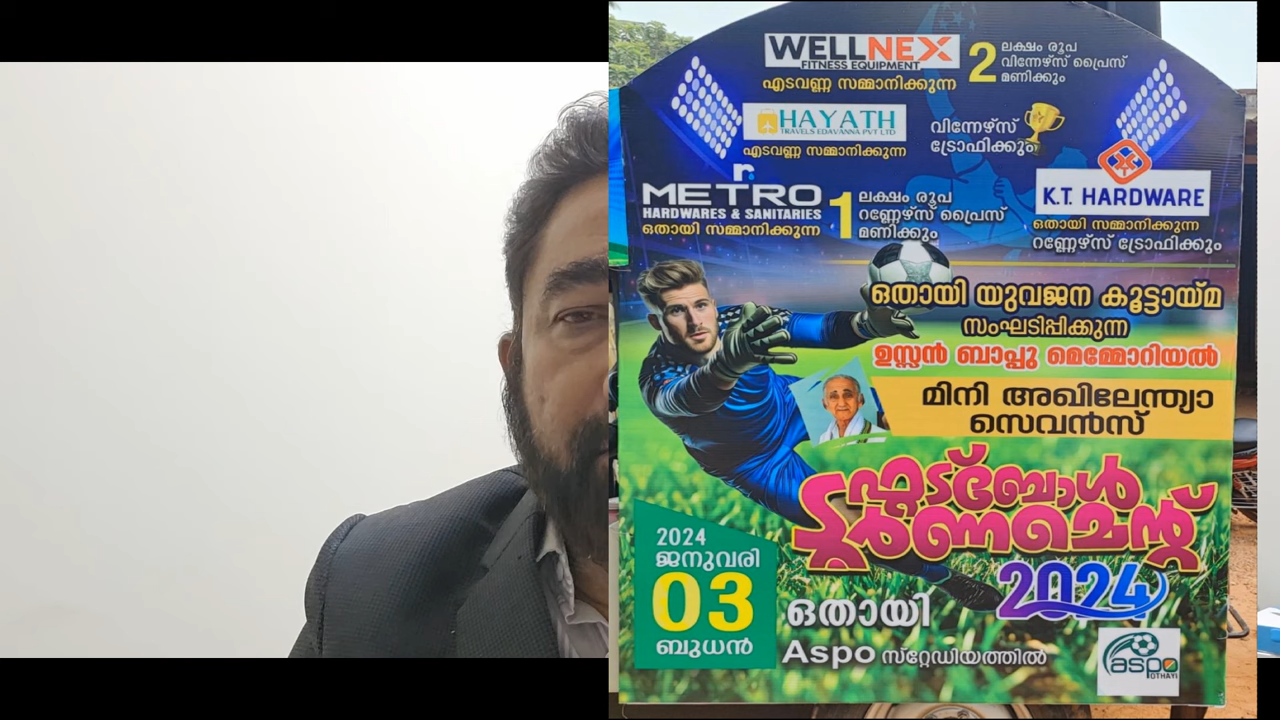 WELLNEX
FITNESS EQUIPMENT
എടവണ്ണ സമ്മാനിക്കുന്ന
2 ലക്ഷം രൂപ
വിന്നേഴ്സ് പ്രൈസ്
മണിക്കും
HAYATH
TRAVELS EDAVANNA PVT LTD
എടവണ്ണ സമ്മാനിക്കുന്ന
വിന്നേഴ്സ്
ട്രോഫിക്കും
METRO
HARDWARES & SANITARIES
ഒതായി സമ്മാനിക്കുന്ന
1 ലക്ഷം രൂപ
റണ്ണേഴ്സ് പ്രൈസ്
മണിക്കും
K.T. HARDWARE
ഒതായി സമ്മാനിക്കുന്ന
റണ്ണേഴ്സ് ട്രോഫിക്കും
ഒതായി യുവജന കൂട്ടായ്മ
സംഘടിപ്പിക്കുന്ന
ഉസ്സൻ ബാപ്പു മെമ്മോറിയൽ
മിനി അഖിലേന്ത്യാ
സെവൻസ്
ഫുട്ബോൾ
ടൂർണമെന്റ്
2024
2024
ജനുവരി
03
ബുധൻ
ഒതായി
Aspo സ്റ്റേഡിയത്തിൽ
aspo
OTHAYI